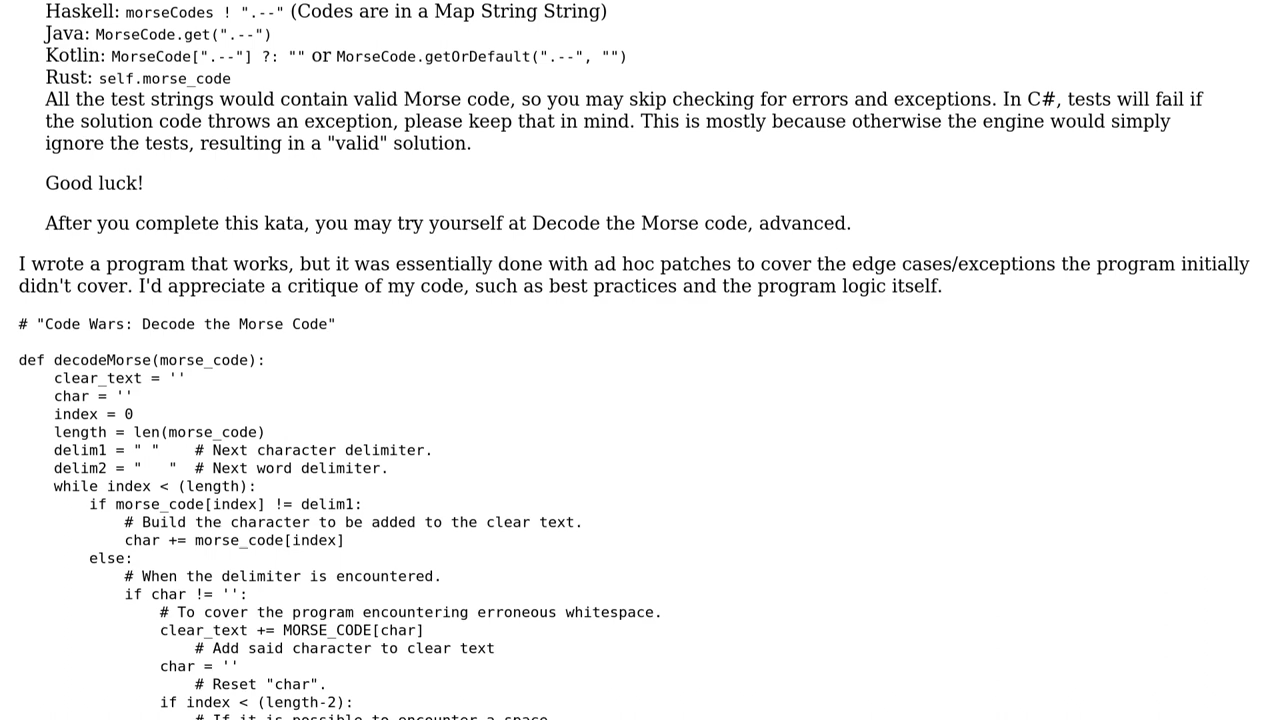 Haskell: morseCodes ! ".--" (Codes are in a Map String String)
Java: MorseCode.get(".--")
Kotlin: MorseCode[".--"] ?: "" or MorseCode.getOrDefault(".--", "")
Rust: self.morse_code
All the test strings would contain valid Morse code, so you may skip checking for errors and exceptions. In C#, tests will fail if
the solution code throws an exception, please keep that in mind. This is mostly because otherwise the engine would simply
ignore the tests, resulting in a "valid" solution.
Good luck!
After you complete this kata, you may try yourself at Decode the Morse code, advanced.
I wrote a program that works, but it was essentially done with ad hoc patches to cover the edge cases/exceptions the program initially
didn't cover. I'd appreciate a critique of my code, such as best practices and the program logic itself.
# "Code Wars: Decode the Morse Code"
def decodeMorse(morse_code):
    clear_text = ''
    char = ''
    index = 0
    length = len(morse_code)
    delim1 = " "    # Next character delimiter.
    delim2 = "   "  # Next word delimiter.
    while index < (length):
        if morse_code[index] != delim1:
            # Build the character to be added to the clear text.
            char += morse_code[index]
        else:
            # When the delimiter is encountered.
            if char != '':
                # To cover the program encountering erroneous whitespace.
                clear_text += MORSE_CODE[char]
                    # Add said character to clear text
                char = ''
                    # Reset "char".
                if index < (length-2):
                    # If it is possible to encounter a space